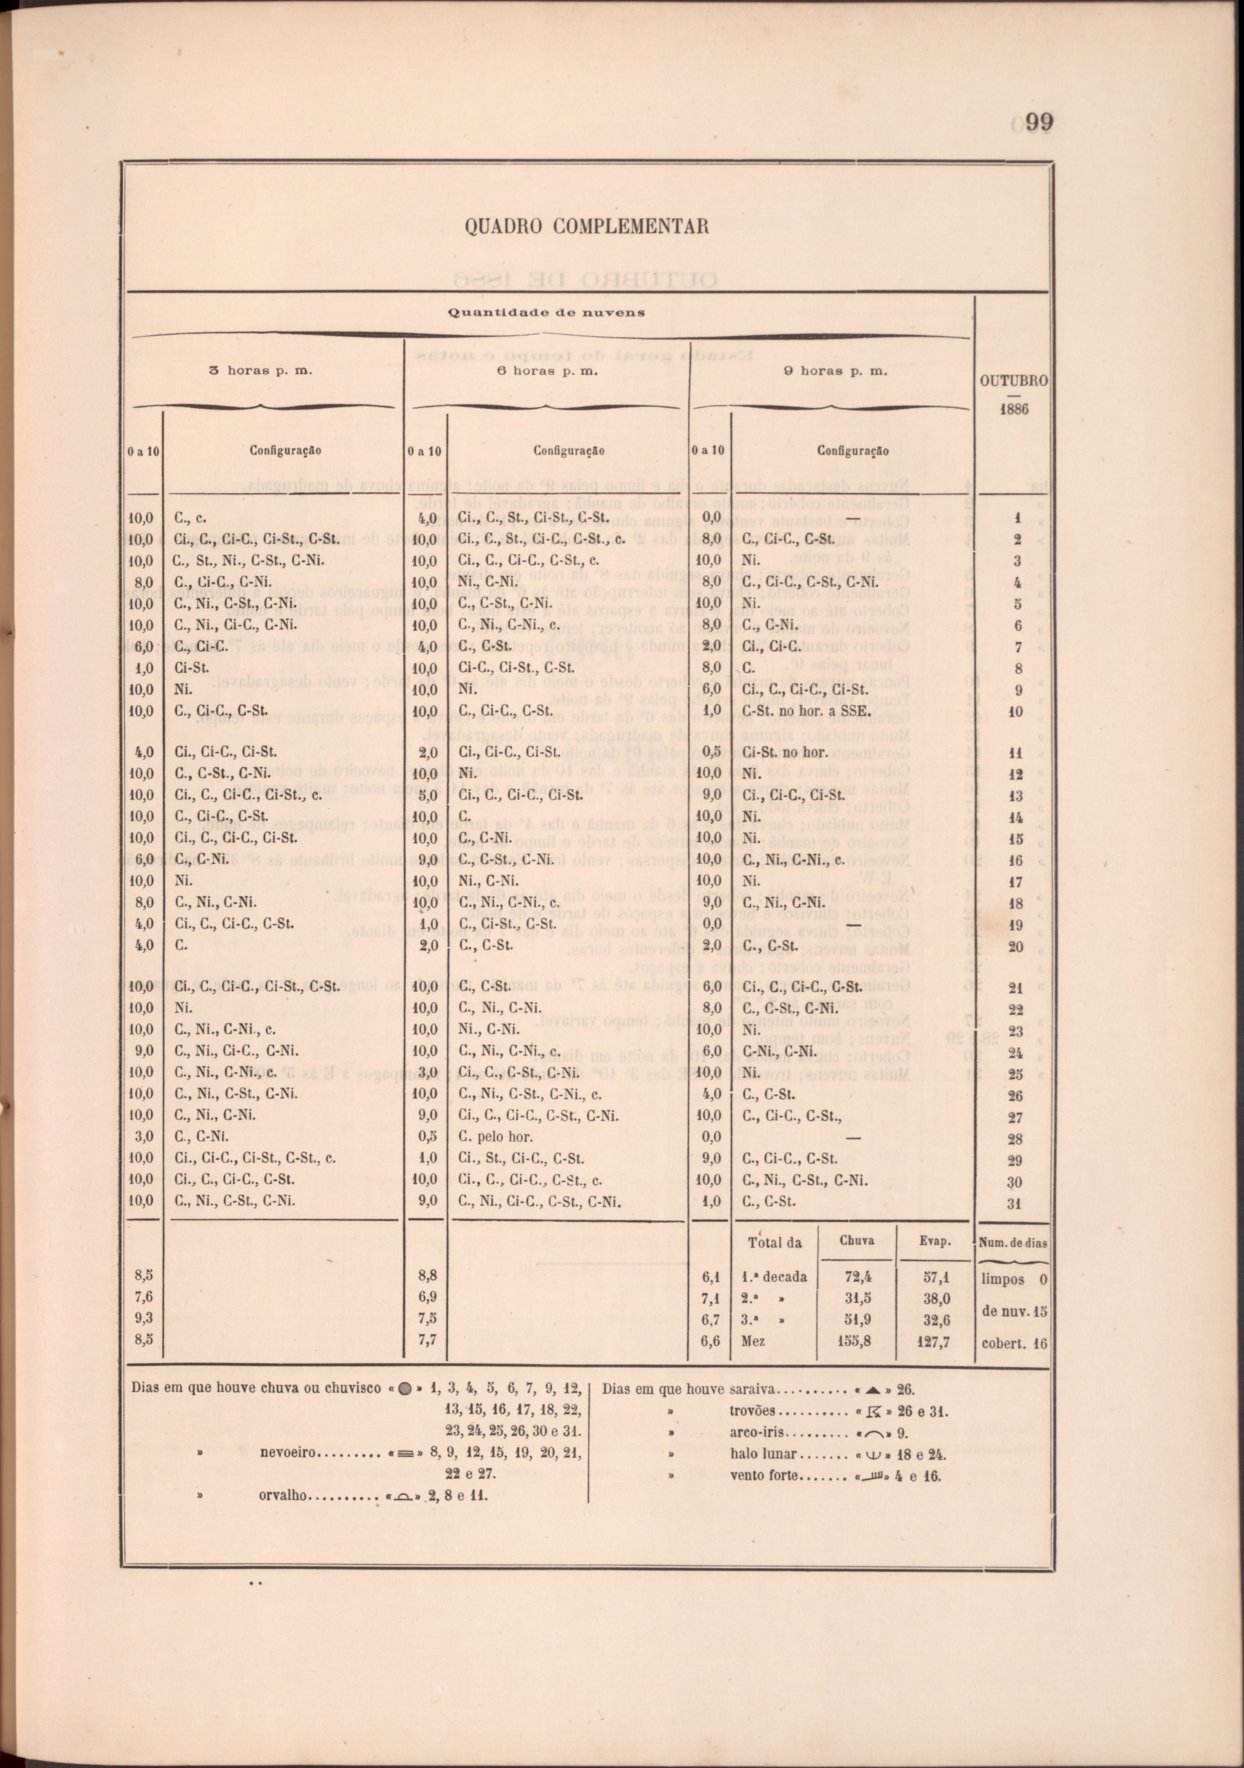 99
QUADRO COMPLEMENTAR
Quantidade de nuvens
3 horas p. m. 6 horas p. m. 9 horas p. m. OUTUBRO
—
1886
0 a 10 Configuração 0 a 10 Configuração 0 a 10 Configuração
10,0 C., c. 4,0 Ci., C., St., Ci-St., C-St. 0,0 — 1
10,0 Ci., C., Ci-C., Ci-St., C-St. 10,0 Ci., C., St., Ci-C., C-St., c. 8,0 C., Ci-C., C-St. 2
10,0 C., St., Ni., C-St., C-Ni. 10,0 Ci., C., Ci-C., C-St., c. 10,0 Ni. 3
8,0 C., Ci-C., C-Ni. 10,0 Ni., C-Ni. 8,0 C., Ci-C., C-St., C-Ni. 4
10,0 C., Ni., C-St., C-Ni. 10,0 C., C-St., C-Ni. 10,0 Ni. 5
10,0 C., Ni., Ci-C., C-Ni. 10,0 C., Ni., C-Ni., c. 8,0 C., C-Ni. 6
6,0 C., Ci-C. 4,0 C., C-St. 2,0 Ci., Ci-C. 7
1,0 Ci-St. 10,0 Ci-C., Ci-St., C-St. 8,0 C. 8
10,0 Ni. 10,0 Ni. 6,0 Ci., C., Ci-C., Ci-St. 9
10,0 C., Ci-C., C-St. 10,0 C., Ci-C., C-St. 1,0 C-St. no hor. a SSE. 10
4,0 Ci., Ci-C., Ci-St. 2,0 Ci., Ci-C., Ci-St. 0,5 Ci-St. no hor. 11
10,0 C., C-St., C-Ni. 10,0 Ni. 10,0 Ni. 12
10,0 Ci., C., Ci-C., Ci-St., c. 5,0 Ci., C., Ci-C., Ci-St. 9,0 Ci., Ci-C., Ci-St. 13
10,0 C., Ci-C., C-St. 10,0 C. 10,0 Ni. 14
10,0 Ci., C., Ci-C., Ci-St. 10,0 C., C-Ni. 10,0 Ni. 15
6,0 C., C-Ni. 9,0 C., C-St., C-Ni. 10,0 C., Ni., C-Ni., c. 16
10,0 Ni. 10,0 Ni., C-Ni. 10,0 Ni. 17
8,0 C., Ni., C-Ni. 10,0 C., Ni., C-Ni., c. 9,0 C., Ni., C-Ni. 18
4,0 Ci., C., Ci-C., C-St. 1,0 C., Ci-St., C-St. 0,0 — 19
4,0 C. 2,0 C., C-St. 2,0 C., C-St. 20
10,0 Ci., C., Ci-C., Ci-St., C-St. 10,0 C., C-St. 6,0 Ci., C., Ci-C., C-St. 21
10,0 Ni. 10,0 C., Ni., C-Ni. 8,0 C., C-St., C-Ni. 22
10,0 C., Ni., C-Ni., c. 10,0 Ni., C-Ni. 10,0 Ni. 23
9,0 C., Ni., Ci-C., C-Ni. 10,0 C., Ni., C-Ni., c. 6,0 C-Ni., C-Ni. 24
10,0 C., Ni., C-Ni., c. 3,0 Ci., C., C-St., C-Ni. 10,0 Ni. 25
10,0 C., Ni., C-St., C-Ni. 10,0 C., Ni., C-St., C-Ni., c. 4,0 C., C-St. 26
10,0 C., Ni., C-Ni. 9,0 Ci., C., Ci-C., C-St., C-Ni. 10,0 C., Ci-C., C-St., 27
3,0 C., C-Ni. 0,5 C. pelo hor. 0,0 — 28
10,0 Ci., Ci-C., Ci-St., C-St., c. 1,0 Ci., St., Ci-C., C-St. 9,0 C., Ci-C., C-St. 29
10,0 Ci., C., Ci-C., C-St. 10,0 Ci., C., Ci-C., C-St., c. 10,0 C., Ni., C-St., C-Ni. 30
10,0 C., Ni., C-St., C-Ni. 9,0 C., Ni., Ci-C., C-St., C-Ni. 1,0 C., C-St. 31
Total da Chuva Evap. Num. de dias
8,5 8,8 6,1 1.ª decada 72,4 57,1 limpos 0
7,6 6,9 7,1 2.ª » 31,5 38,0
de nuv. 15
9,3 7,5 6,7 3.ª » 51,9 32,6
8,5 7,7 6,6 Mez 155,8 127,7 cobert. 16
Dias em que houve chuva ou chuvisco « » 1, 3, 4, 5, 6, 7, 9, 12,
13, 15, 16, 17, 18, 22,
23, 24, 25, 26, 30 e 31.
» nevoeiro......... « » 8, 9, 12, 15, 19, 20, 21,
22 e 27.
» orvalho.......... « » 2, 8 e 11.
Dias em que houve saraiva.......... « » 26.
» trovões.......... « » 26 e 31.
» arco-iris......... « » 9.
» halo lunar....... « » 18 e 24.
» vento forte....... « » 4 e 16.